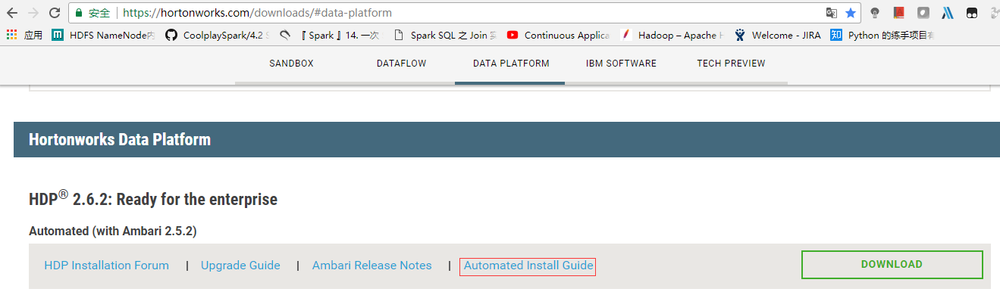 安全 https://hortonworks.com/downloads/#data-platform
应用 HDFS NameNode内 CoolplaySpark/4.2 S 『 Spark 』14. 一次 Spark SQL 之 Join 实 Continuous Applica Hadoop – Apache H Welcome - JIRA 知 Python 的练手项目有
SANDBOX DATAFLOW DATA PLATFORM IBM SOFTWARE TECH PREVIEW
Hortonworks Data Platform
HDP® 2.6.2: Ready for the enterprise
Automated (with Ambari 2.5.2)
HDP Installation Forum | Upgrade Guide | Ambari Release Notes | Automated Install Guide DOWNLOAD